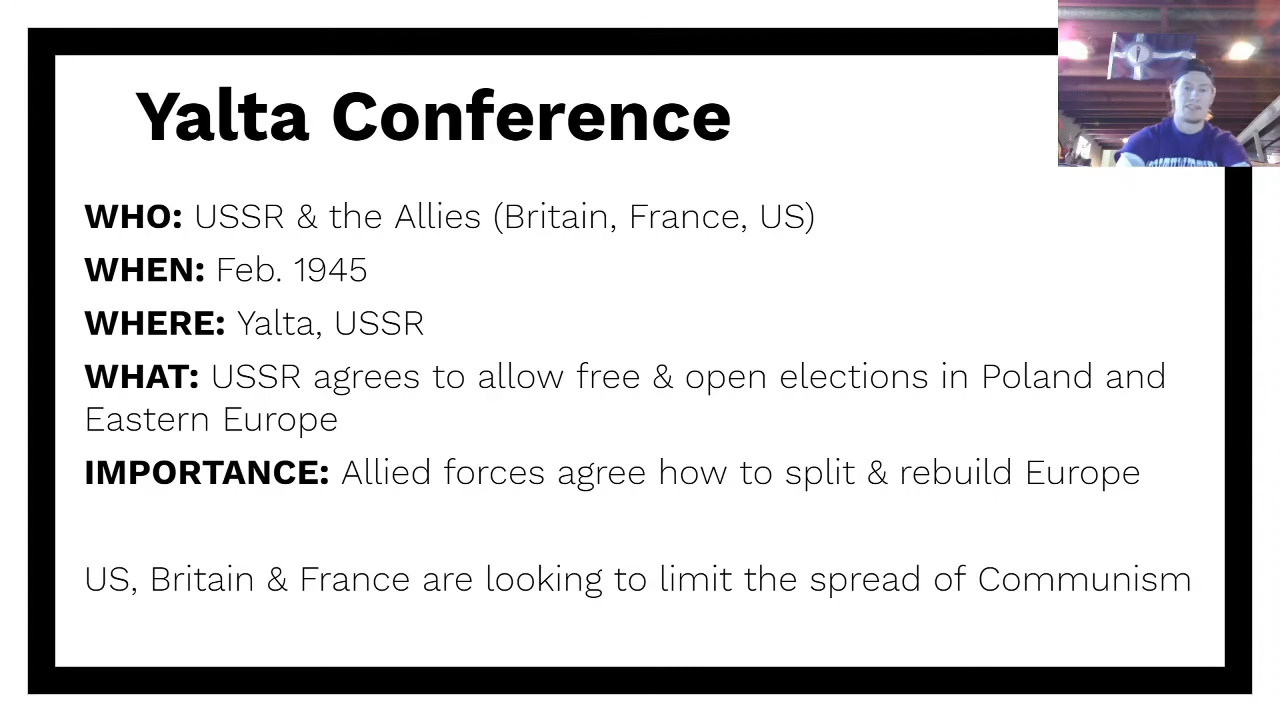 Yalta Conference
WHO: USSR & the Allies (Britain, France, US)
WHEN: Feb. 1945
WHERE: Yalta, USSR
WHAT: USSR agrees to allow free & open elections in Poland and
Eastern Europe
IMPORTANCE: Allied forces agree how to split & rebuild Europe
US, Britain & France are looking to limit the spread of Communism